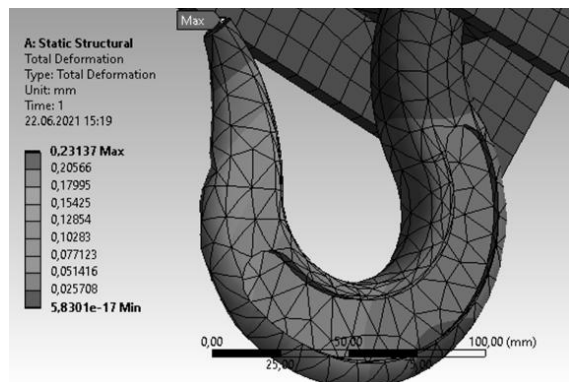 Max
A: Static Structural
Total Deformation
Type: Total Deformation
Unit: mm
Time: 1
22.06.2021 15:19
0,23137 Max
0,20566
0,17995
0,15425
0,12854
0,10283
0,077123
0,051416
0,025708
5,8301e-17 Min
0,00
50,00
100,00 (mm)
25,00